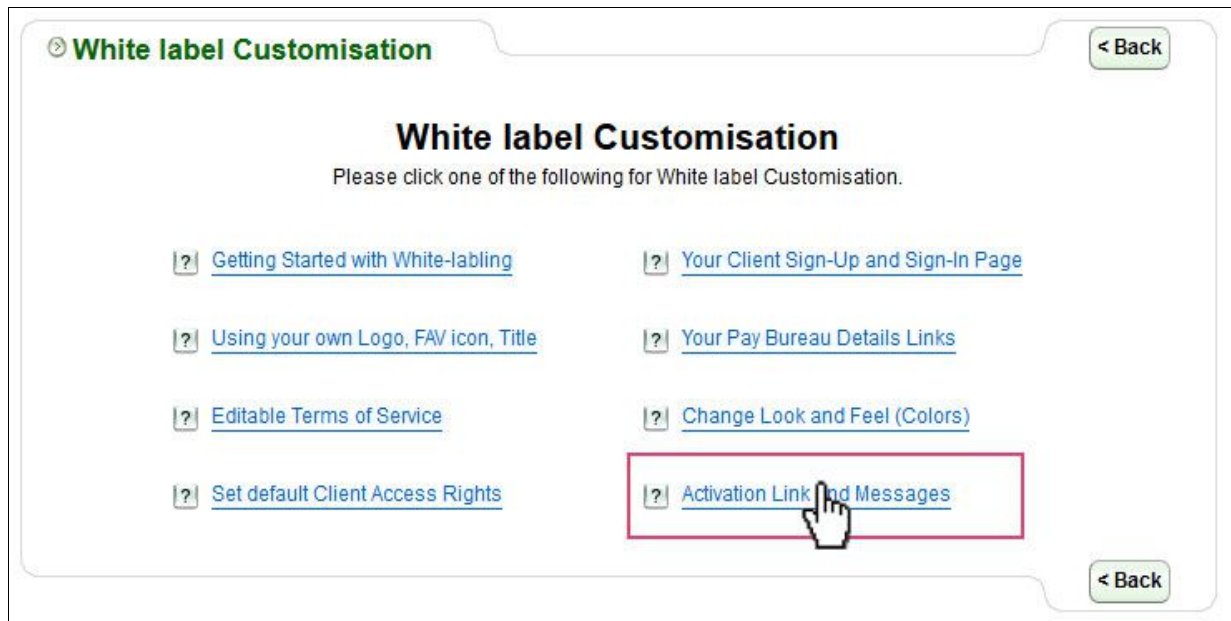 White label Customisation
< Back
White label Customisation
Please click one of the following for White label Customisation.
? Getting Started with White-labling
? Your Client Sign-Up and Sign-In Page
? Using your own Logo, FAV icon, Title
? Your Pay Bureau Details Links
? Editable Terms of Service
? Change Look and Feel (Colors)
? Set default Client Access Rights
? Activation Link and Messages
< Back